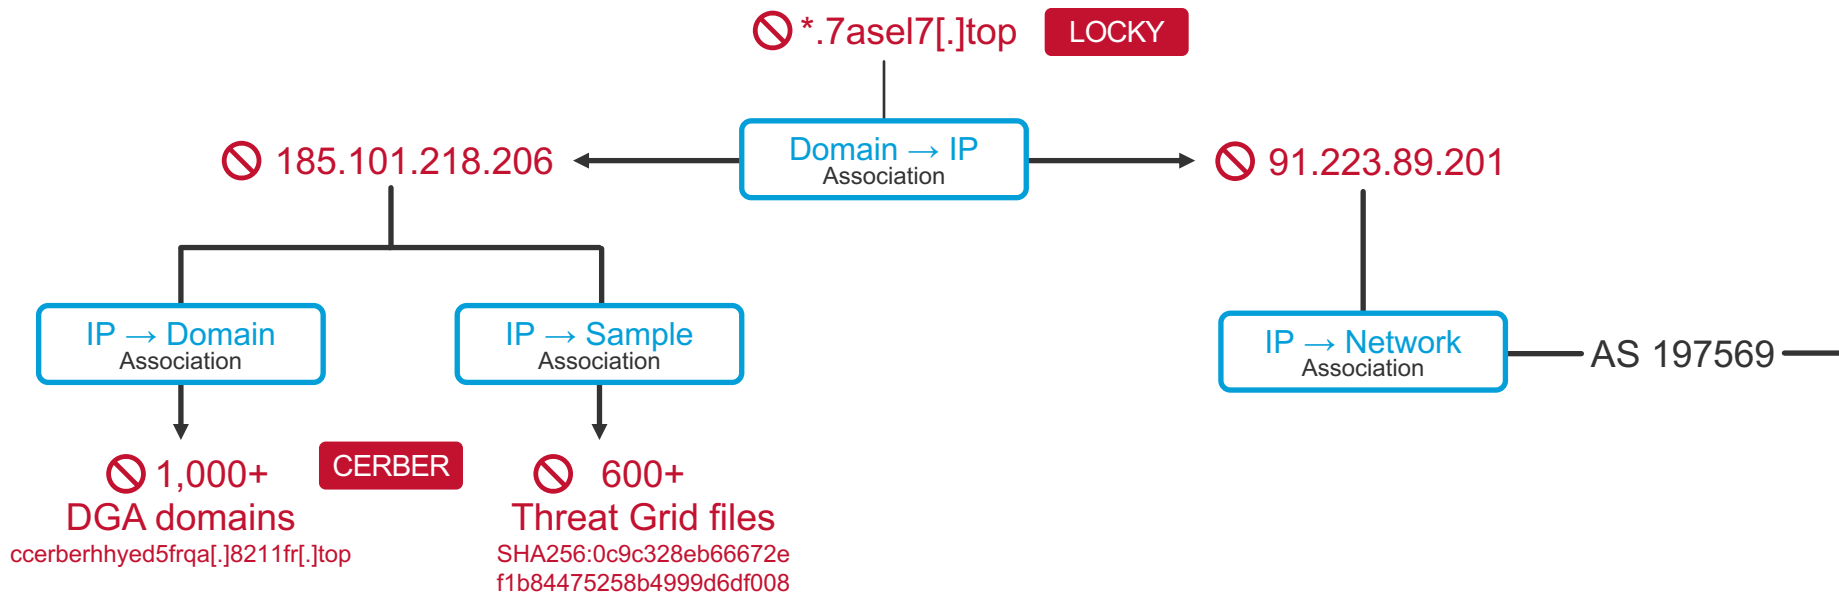 *.7asel7[.]top
LOCKY
185.101.218.206
Domain → IP
Association
91.223.89.201
IP → Domain
Association
IP → Sample
Association
IP → Network
Association
AS 197569
1,000+
DGA domains
ccerberhhyed5frqa[.]8211fr[.]top
CERBER
600+
Threat Grid files
SHA256:0c9c328eb66672e
f1b84475258b4999d6df008